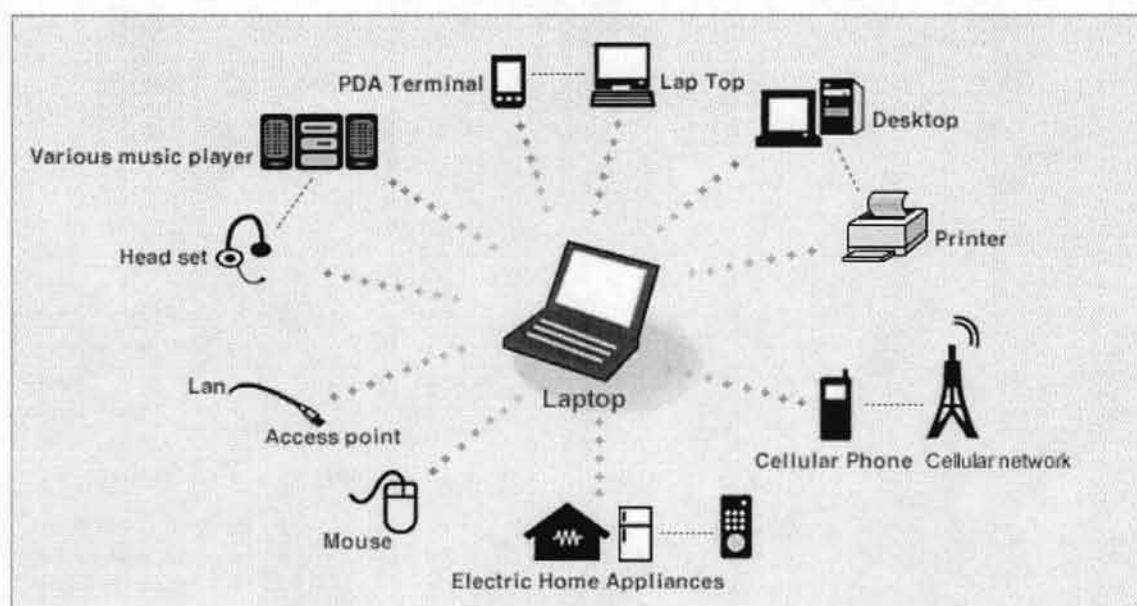 PDA Terminal
Lap Top
Desktop
Various music player
Printer
Head set
Laptop
Lan
Access point
Cellular Phone
Cellular network
Mouse
Electric Home Appliances